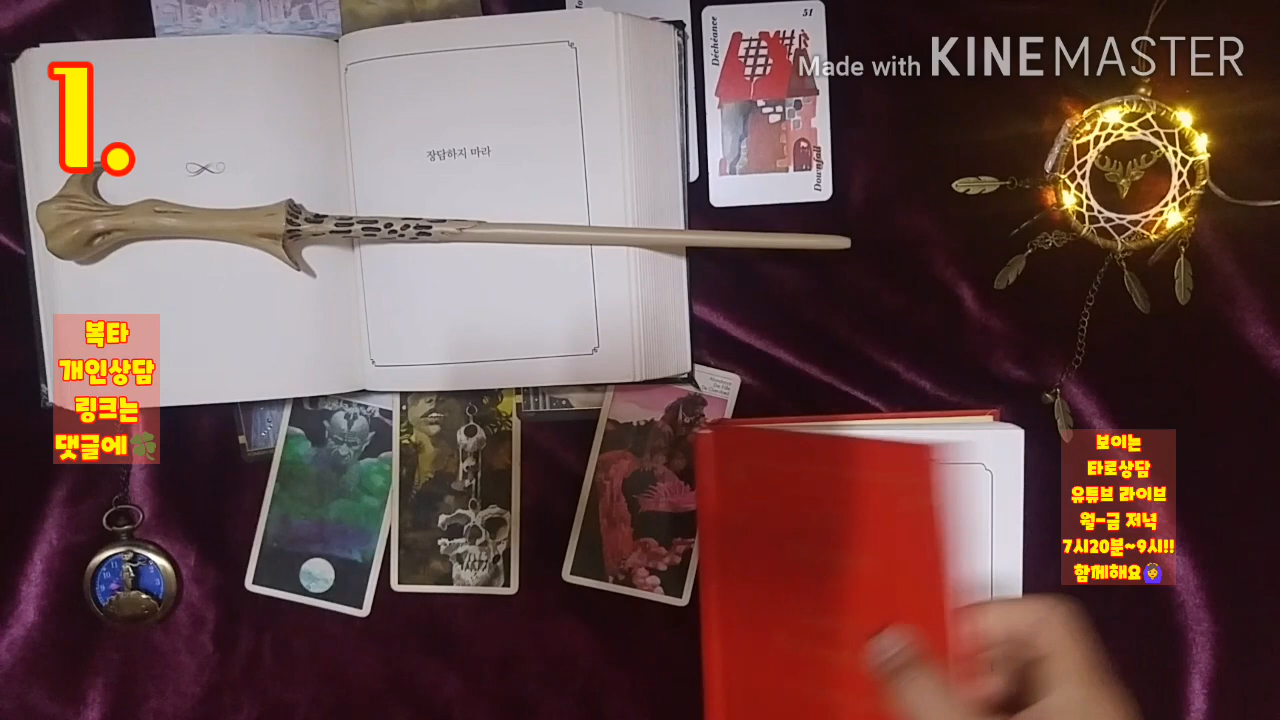 1.
Made with KINEMASTER
51
Déchéance
Downfall
장담하지 마라
복타
개인상담
링크는
댓글에🍀
보이는
타로상담
유튜브 라이브
월-금 저녁
7시20분~9시!!
함께해요🙆‍♀️